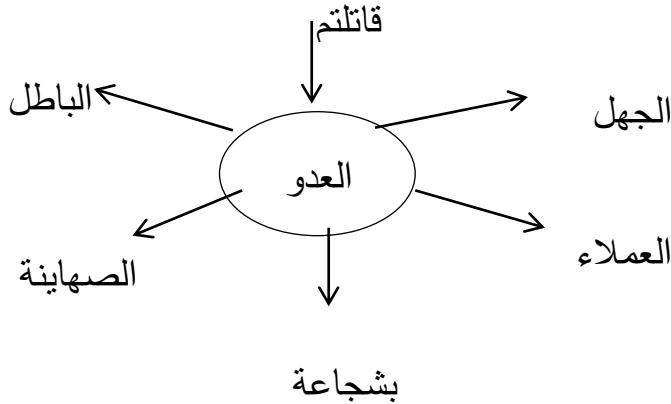 قاتلتم
الجهل
الباطل
العدو
العملاء
الصهاينة
بشجاعة